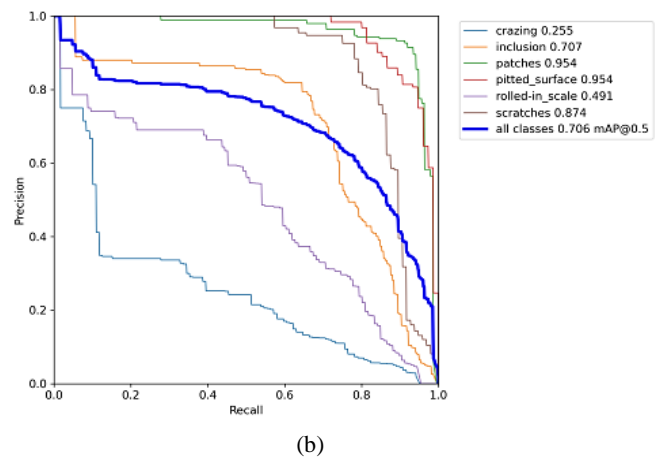 crazing 0.255
inclusion 0.707
patches 0.954
pitted_surface 0.954
rolled-in_scale 0.491
scratches 0.874
all classes 0.706 mAP@0.5
1.0
0.8
0.6
0.4
0.2
0.0
Precision
0.0 0.2 0.4 0.6 0.8 1.0
Recall
(b)